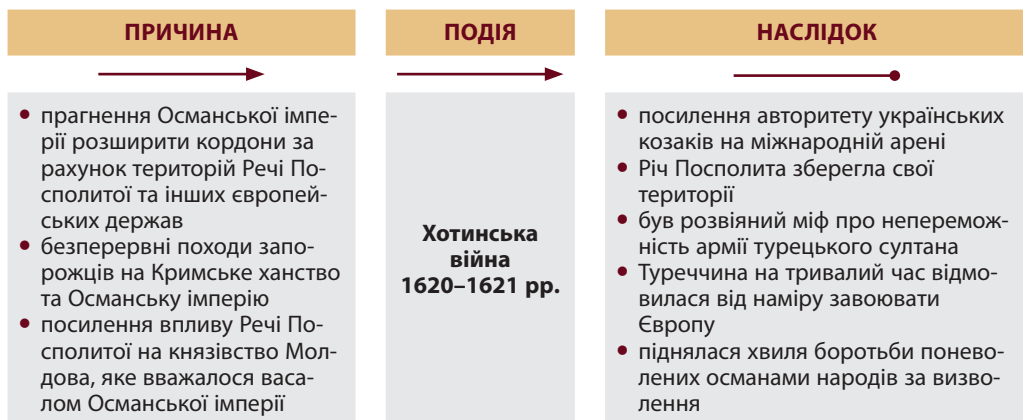 ПРИЧИНА
ПОДІЯ
НАСЛІДОК
• прагнення Османської імпе-
рії розширити кордони за
рахунок територій Речі По-
сполитої та інших європей-
ських держав
• безперервні походи запо-
рожців на Кримське ханство
та Османську імперію
• посилення впливу Речі По-
сполитої на князівство Мол-
дова, яке вважалося васа-
лом Османської імперії
Хотинська
війна
1620–1621 рр.
• посилення авторитету українських
козаків на міжнародній арені
• Річ Посполита зберегла свої
території
• був розвіяний міф про неперемож-
ність армії турецького султана
• Туреччина на тривалий час відмо-
вилася від наміру завоювати
Європу
• піднялася хвиля боротьби понево-
лених османами народів за визво-
лення